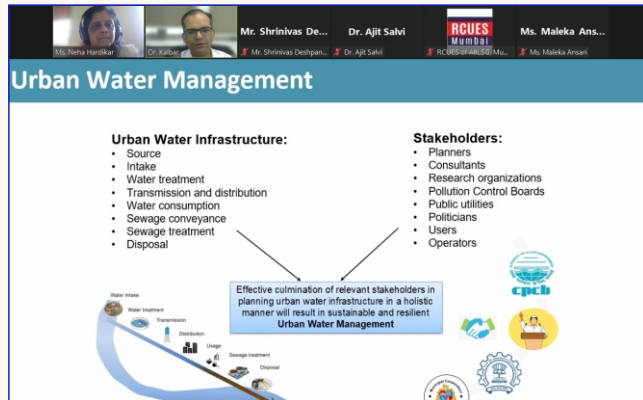 Mr. Shrinivas De...
Dr. Ajit Salvi
RCUES
Mumbai
Ms. Maleka Ans...
Ms. Neha Hardikar
Dr. Kalbar
Mr. Shrinivas Deshpan...
Dr. Ajit Salvi
RCUES of AIILSG, Mu...
Ms. Maleka Ansari
Urban Water Management
Urban Water Infrastructure:
• Source
• Intake
• Water treatment
• Transmission and distribution
• Water consumption
• Sewage conveyance
• Sewage treatment
• Disposal
Stakeholders:
• Planners
• Consultants
• Research organizations
• Pollution Control Boards
• Public utilities
• Politicians
• Users
• Operators
Effective culmination of relevant stakeholders in
planning urban water infrastructure in a holistic
manner will result in sustainable and resilient
Urban Water Management
Water Intake
Water treatment
Transmission
Distribution
Usage
Sewage treatment
Disposal
cpcb